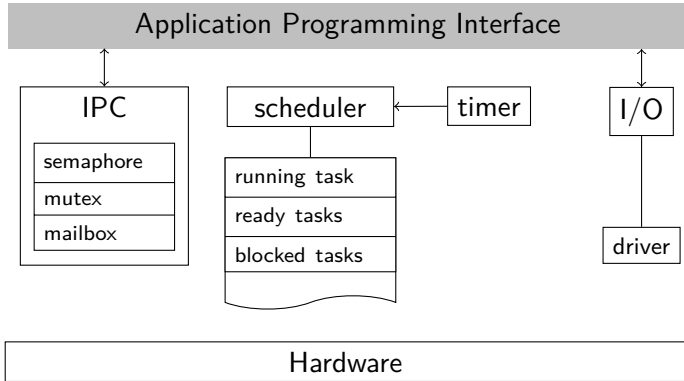 Application Programming Interface
IPC
semaphore
mutex
mailbox
scheduler
timer
running task
ready tasks
blocked tasks
I/O
driver
Hardware